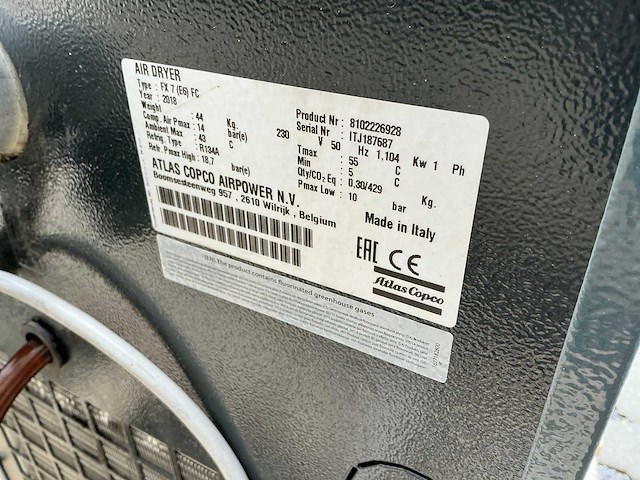 AIR DRYER
Type : FX 7 (E6) FC
Year : 2018
Weight : 44 Kg.
Comp. Air Pmax : 14 bar(e)
Ambient Max : 43 C
Refrig. Type : R134A
Refr. Pmax High : 18,7 bar(e)
Product Nr : 8102226928
Serial Nr : ITJ187687
230 V 50 Hz 1,104 Kw 1 Ph
Tmax : 55 C
Min : 5 C
Qty/CO2 Eq : 0,30/429 Kg.
Pmax Low : 10 bar
ATLAS COPCO AIRPOWER N.V.
Boomsesteenweg 957 , 2610 Wilrijk , Belgium
Made in Italy
EAC CE
Atlas Copco
(EN) The product contains fluorinated greenhouse gases